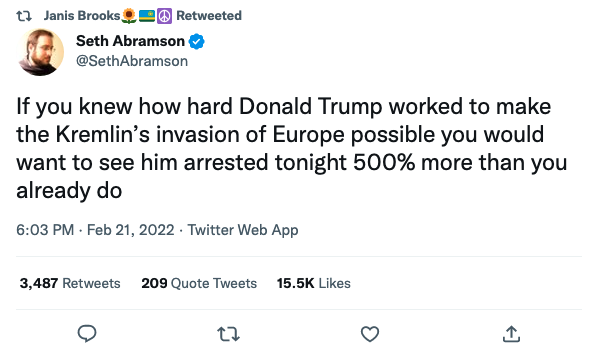 Janis Brooks🌻🇷🇼☮️ Retweeted
Seth Abramson
@SethAbramson
If you knew how hard Donald Trump worked to make
the Kremlin’s invasion of Europe possible you would
want to see him arrested tonight 500% more than you
already do
6:03 PM · Feb 21, 2022 · Twitter Web App
3,487 Retweets 209 Quote Tweets 15.5K Likes